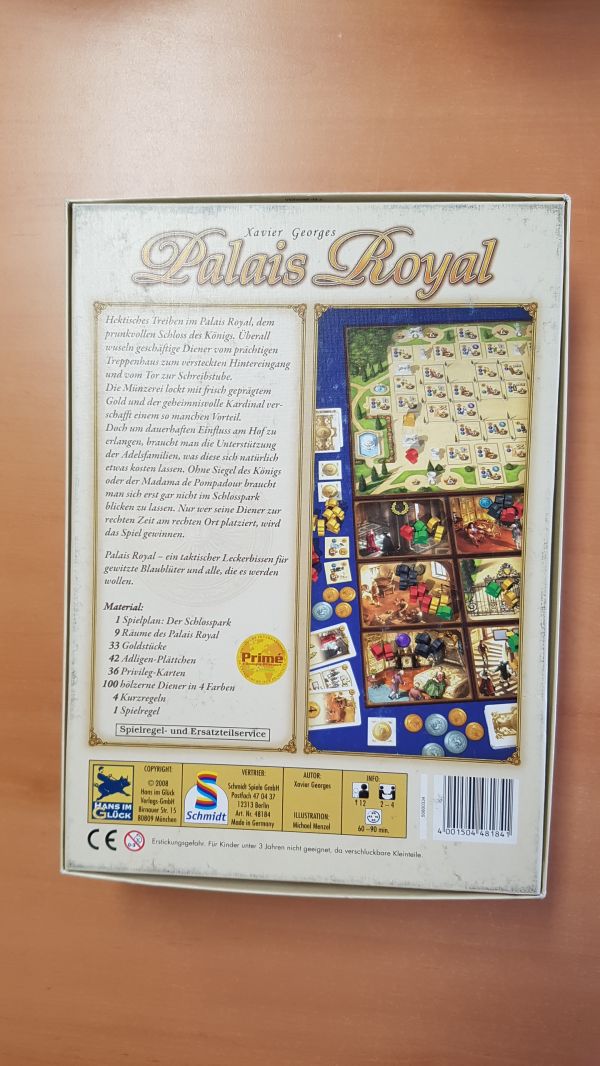 Xavier Georges
Palais Royal
Hektisches Treiben im Palais Royal, dem
prunkvollen Schloss des Königs. Überall
wuseln geschäftige Diener vom prächtigen
Treppenhaus zum versteckten Hintereingang
und vom Tor zur Schreibstube.
Die Münzerei lockt mit frisch geprägtem
Gold und der geheimnisvolle Kardinal ver-
schafft einem so manchen Vorteil.
Doch um dauerhaften Einfluss am Hof zu
erlangen, braucht man die Unterstützung
der Adelsfamilien, was diese sich natürlich
etwas kosten lassen. Ohne Siegel des Königs
oder der Madama de Pompadour braucht
man sich erst gar nicht im Schlosspark
blicken zu lassen. Nur wer seine Diener zur
rechten Zeit am rechten Ort platziert, wird
das Spiel gewinnen.
Palais Royal – ein taktischer Leckerbissen für
gewitzte Blaublüter und alle, die es werden
wollen.
Material:
1 Spielplan: Der Schlosspark
9 Räume des Palais Royal
33 Goldstücke
42 Adligen-Plättchen
36 Privileg-Karten
100 hölzerne Diener in 4 Farben
4 Kurzregeln
1 Spielregel
Primé
Spielregel- und Ersatzteilservice
HANS IM
GLÜCK
COPYRIGHT:
© 2008
Hans im Glück
Verlags-GmbH
Birnauer Str. 15
80809 München
Schmidt
VERTRIEB:
Schmidt Spiele GmbH
Postfach 47 04 37
12313 Berlin
Art. Nr. 48184
Made in Germany
AUTOR:
Xavier Georges
ILLUSTRATION:
Michael Menzel
INFO:
† 12
2 – 4
60 –90 min.
4 001504 481841
CE
0-3
Erstickungsgefahr. Für Kinder unter 3 Jahren nicht geeignet, da verschluckbare Kleinteile.